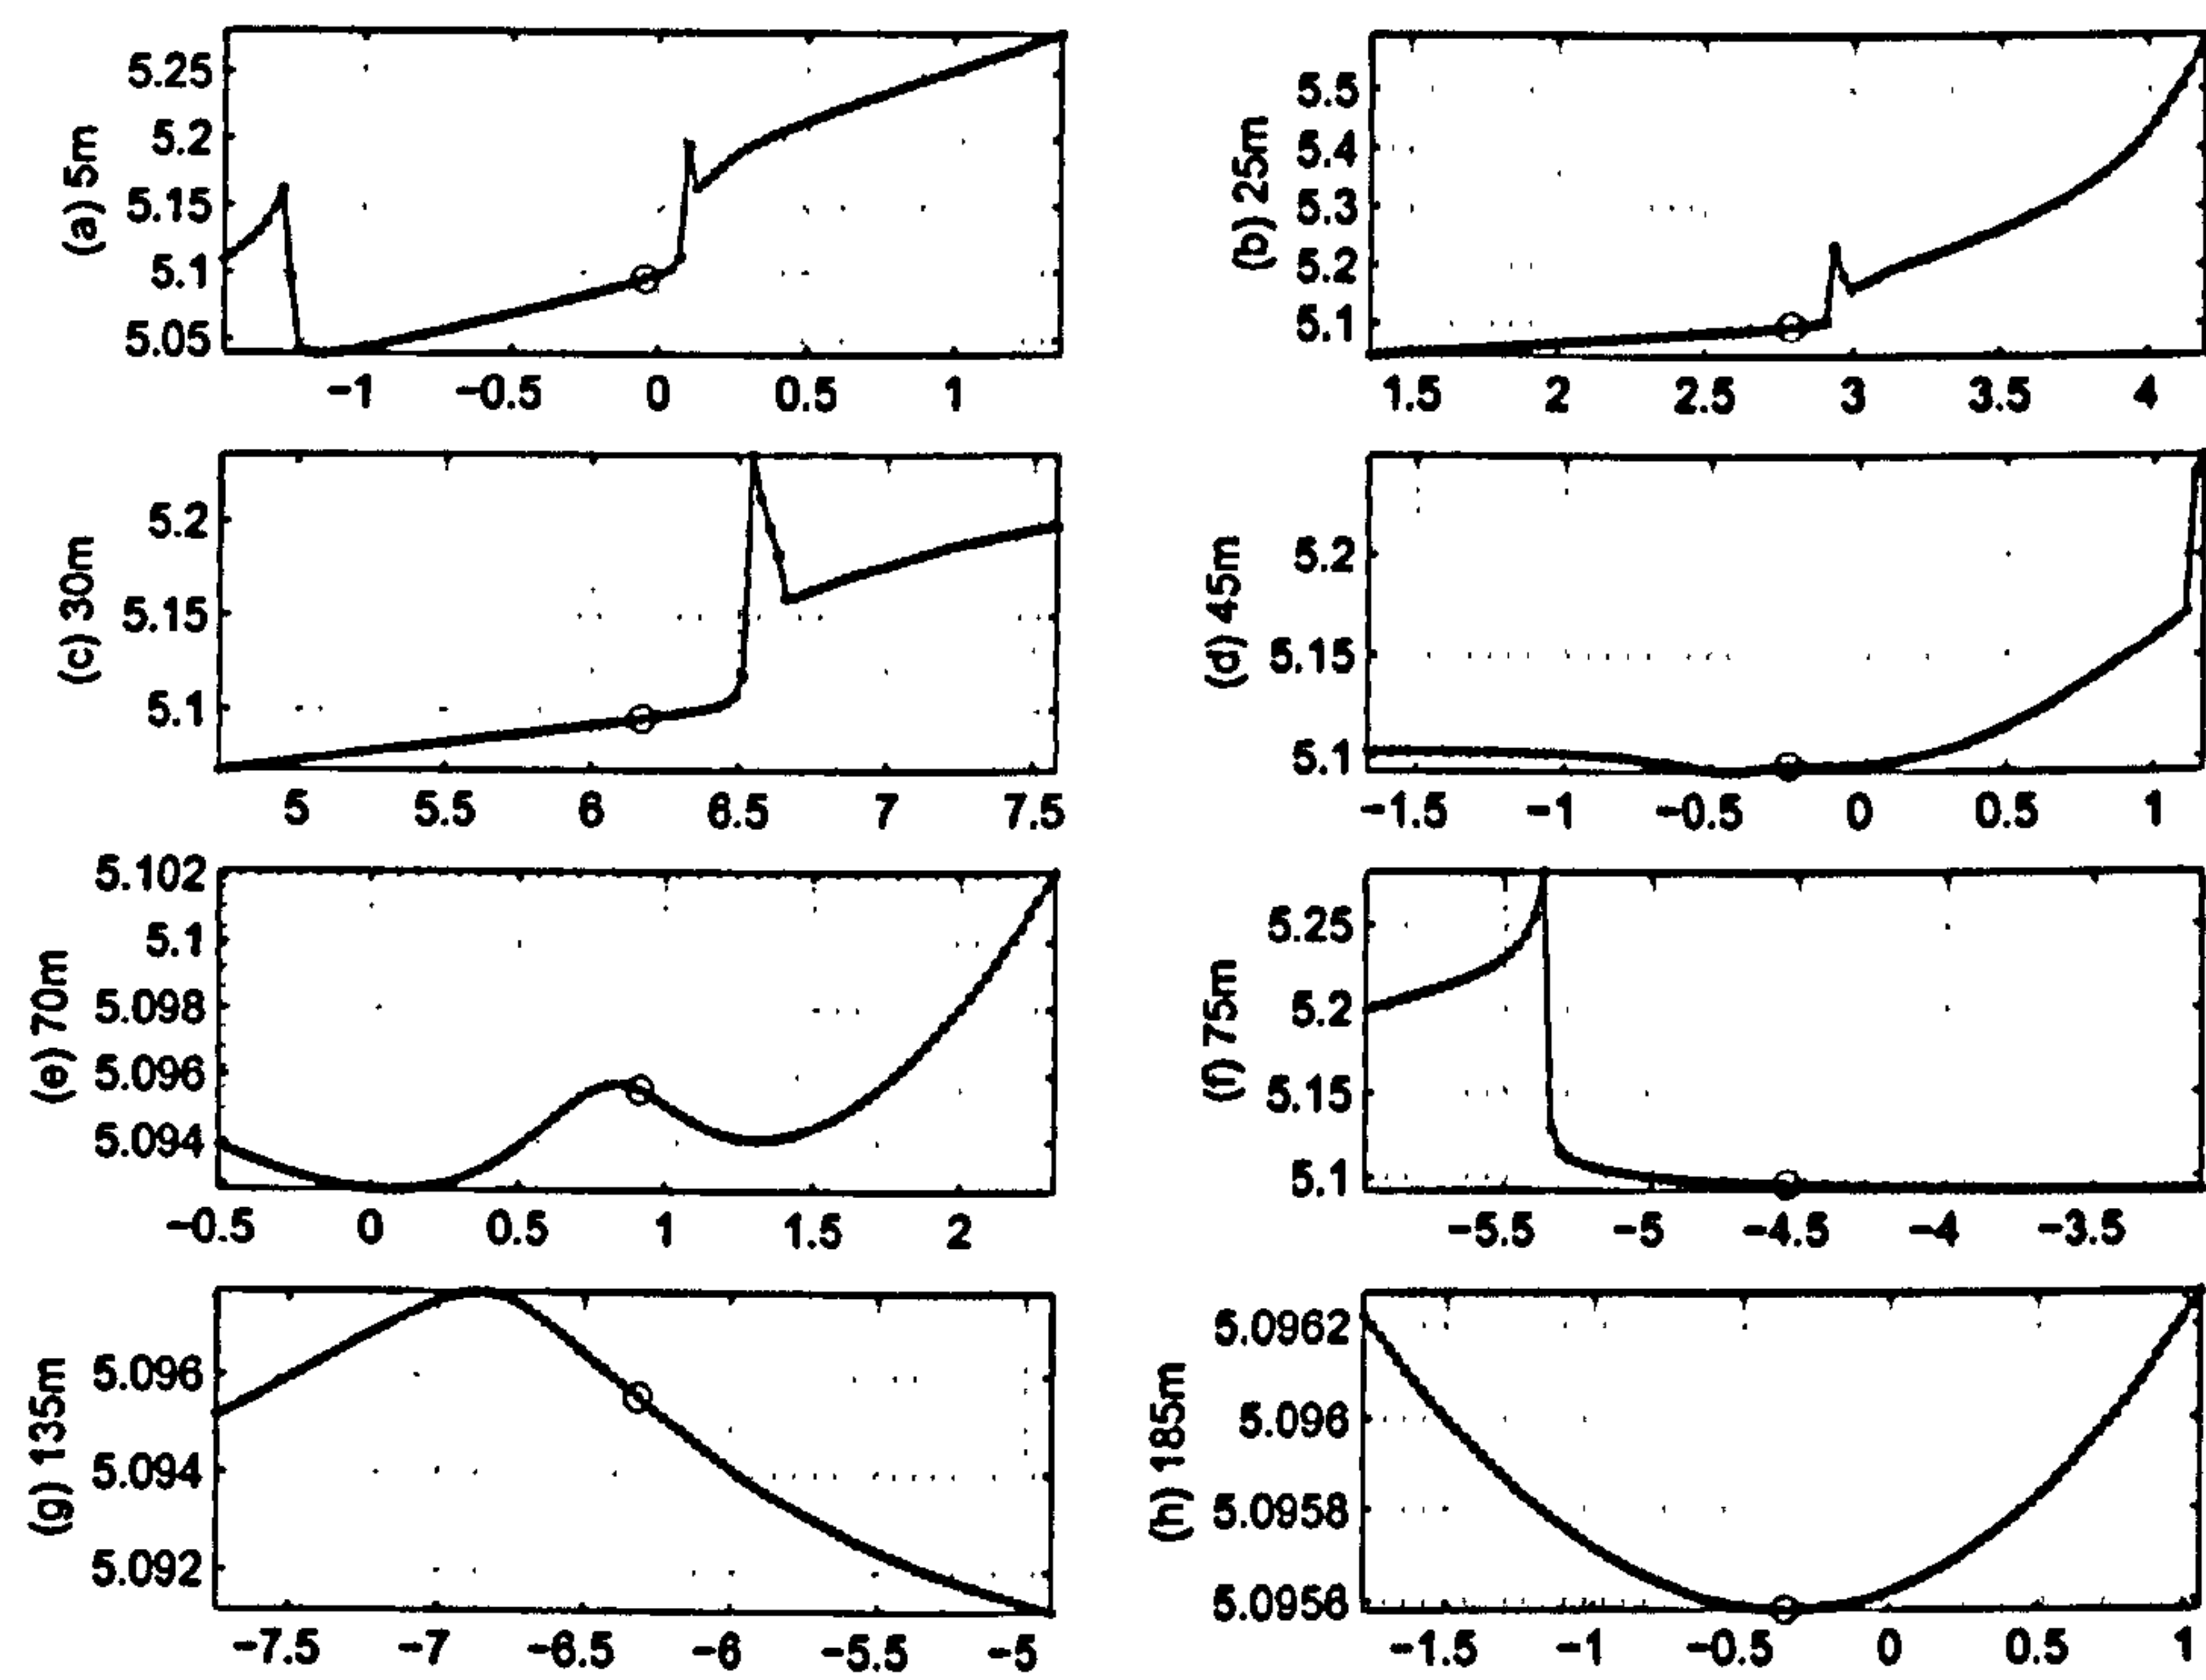 5.25
5.2
5.15
5.1
5.05
(a) 5m
−1 −0.5 0 0.5 1
5.5
5.4
5.3
5.2
5.1
(b) 25m
1.5 2 2.5 3 3.5 4
5.2
5.15
5.1
(c) 30m
5 5.5 6 6.5 7 7.5
5.2
5.15
5.1
(d) 45m
−1.5 −1 −0.5 0 0.5 1
5.102
5.1
5.098
5.096
5.094
(e) 70m
−0.5 0 0.5 1 1.5 2
5.25
5.2
5.15
5.1
(f) 75m
−5.5 −5 −4.5 −4 −3.5
5.096
5.094
5.092
(g) 135m
−7.5 −7 −6.5 −6 −5.5 −5
5.0962
5.096
5.0958
5.0956
(h) 185m
−1.5 −1 −0.5 0 0.5 1